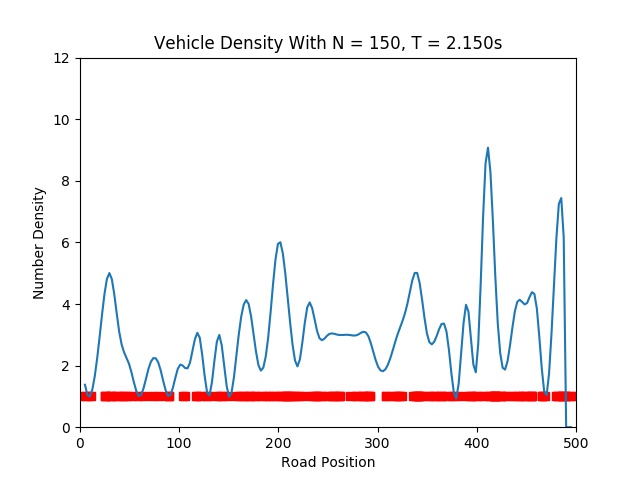 Vehicle Density With N = 150, T = 2.150s
12
10
8
6
4
2
0
Number Density
0 100 200 300 400 500
Road Position